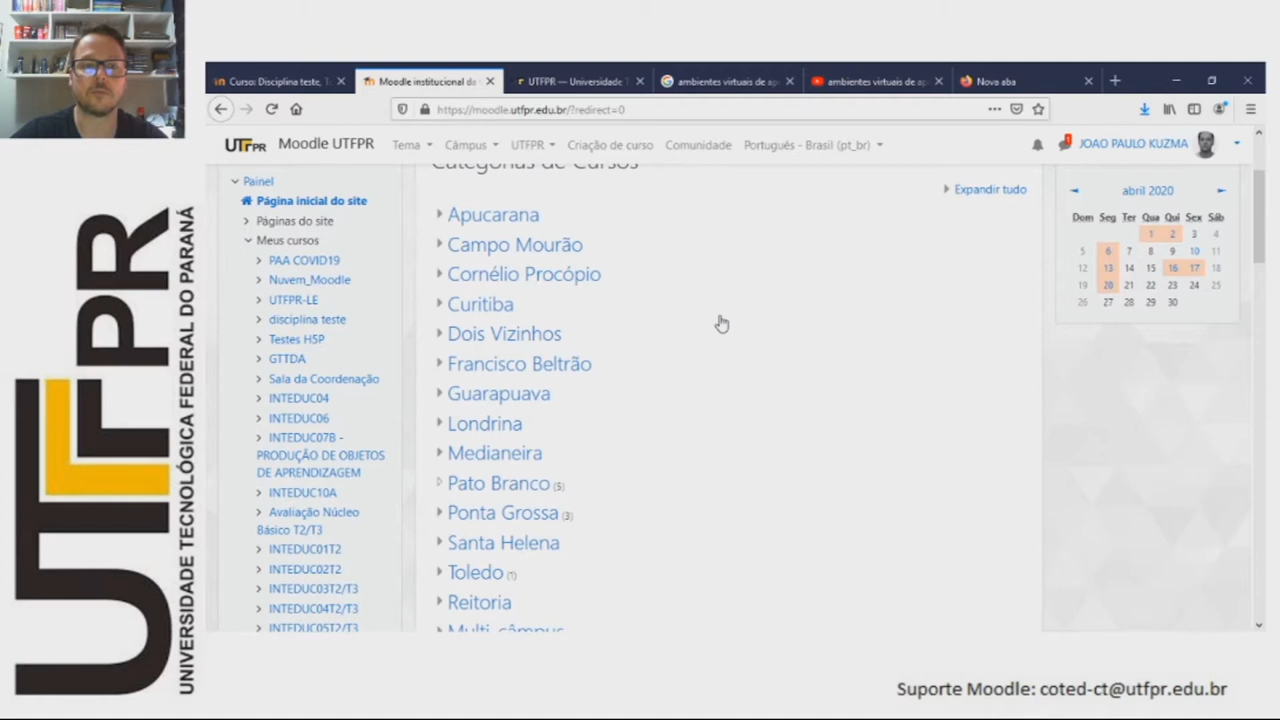 Curso: Disciplina teste, T
Moodle institucional da
UTFPR — Universidade T
ambientes virtuais de ap
ambientes virtuais de ap
Nova aba
https://moodle.utfpr.edu.br/?redirect=0
UTFPR Moodle UTFPR Tema Câmpus UTFPR Criação de curso Comunidade Português - Brasil (pt_br) JOAO PAULO KUZMA
Painel
Página inicial do site
Páginas do site
Meus cursos
PAA COVID19
Nuvem_Moodle
UTFPR-LE
disciplina teste
Testes H5P
GTTDA
Sala da Coordenação
INTEDUC04
INTEDUC06
INTEDUC07B -
PRODUÇÃO DE OBJETOS
DE APRENDIZAGEM
INTEDUC10A
Avaliação Núcleo
Básico T2/T3
INTEDUC01T2
INTEDUC02T2
INTEDUC03T2/T3
INTEDUC04T2/T3
INTEDUC05T2/T3
Categorias de Cursos
Expandir tudo
Apucarana
Campo Mourão
Cornélio Procópio
Curitiba
Dois Vizinhos
Francisco Beltrão
Guarapuava
Londrina
Medianeira
Pato Branco (5)
Ponta Grossa (3)
Santa Helena
Toledo (1)
Reitoria
Multi-câmpus
abril 2020
Dom Seg Ter Qua Qui Sex Sáb
1 2 3 4
5 6 7 8 9 10 11
12 13 14 15 16 17 18
19 20 21 22 23 24 25
26 27 28 29 30
UTFPR
UNIVERSIDADE TECNOLÓGICA FEDERAL DO PARANÁ
Suporte Moodle: coted-ct@utfpr.edu.br